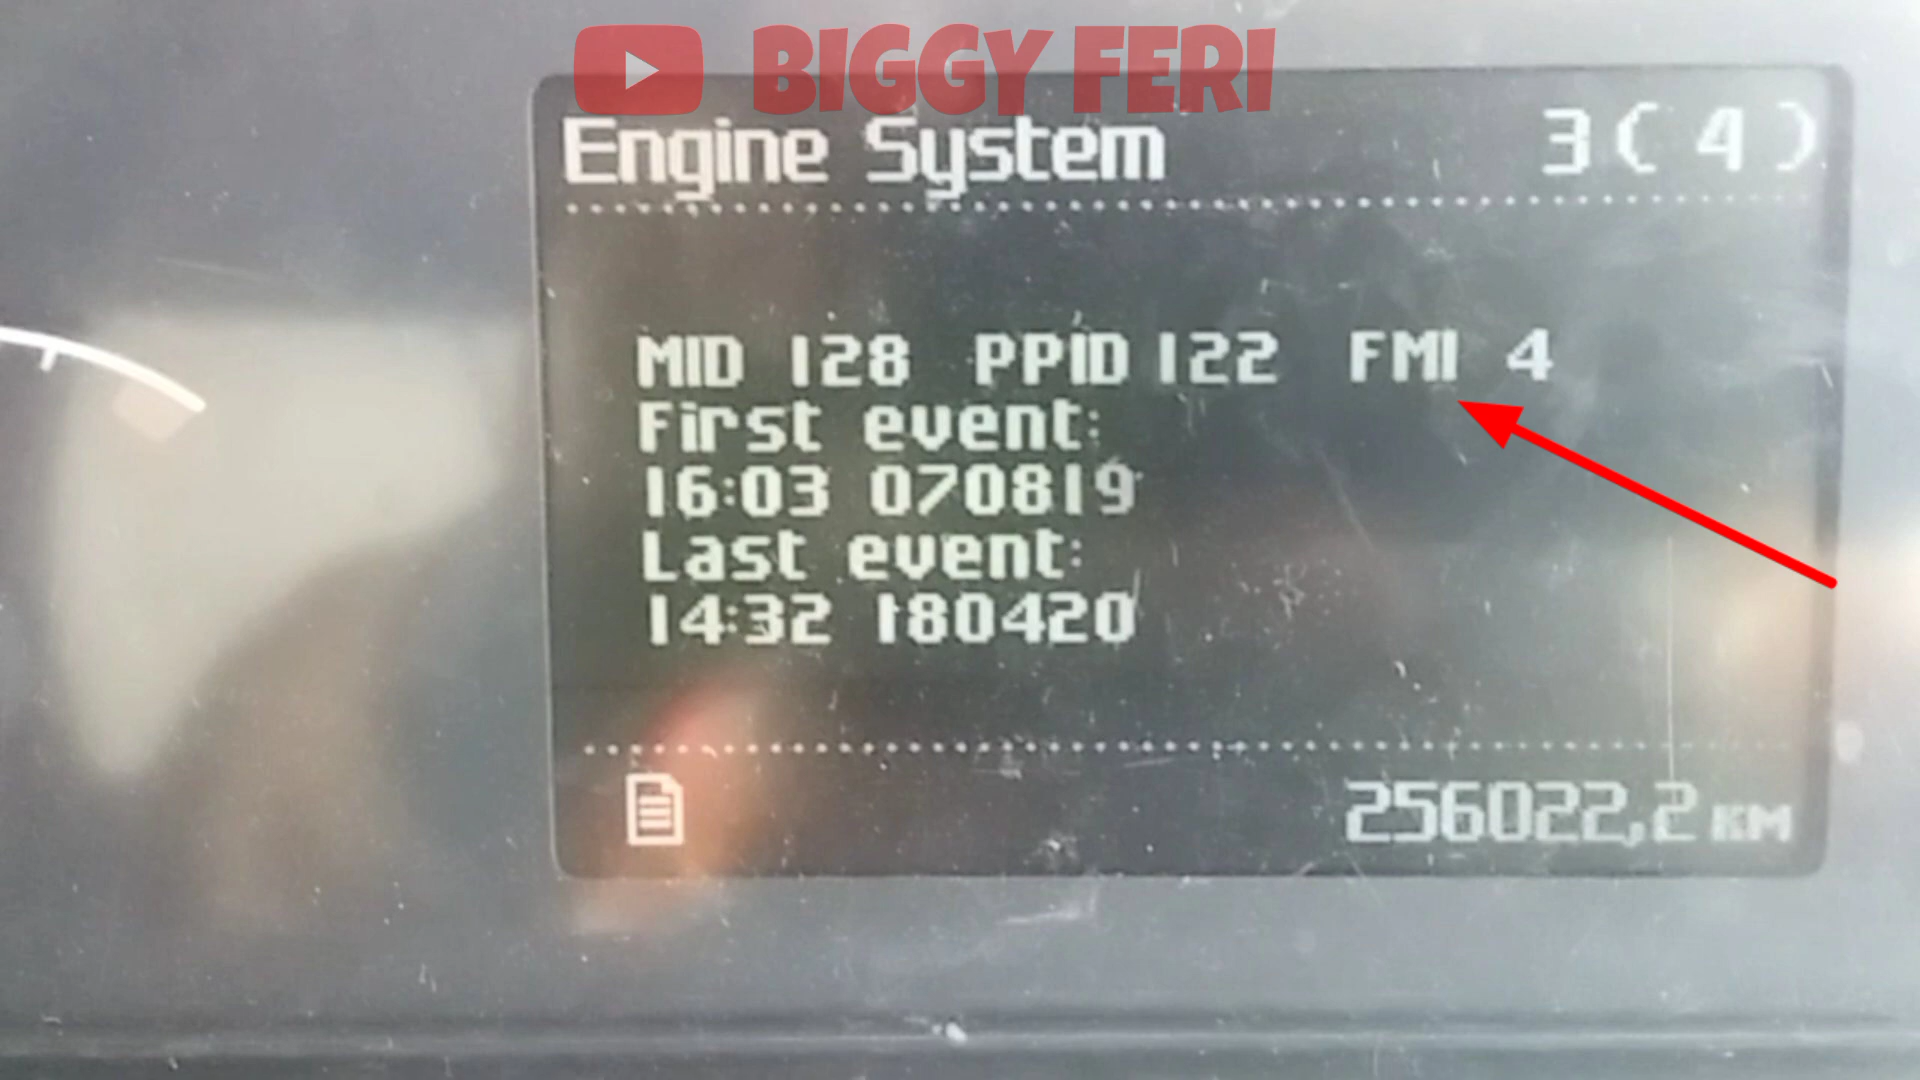 BIGGY FERI
Engine System 3(4)
MID 128 PPID 122 FMI 4
First event:
16:03 070819
Last event:
14:32 180420
256022,2 KM